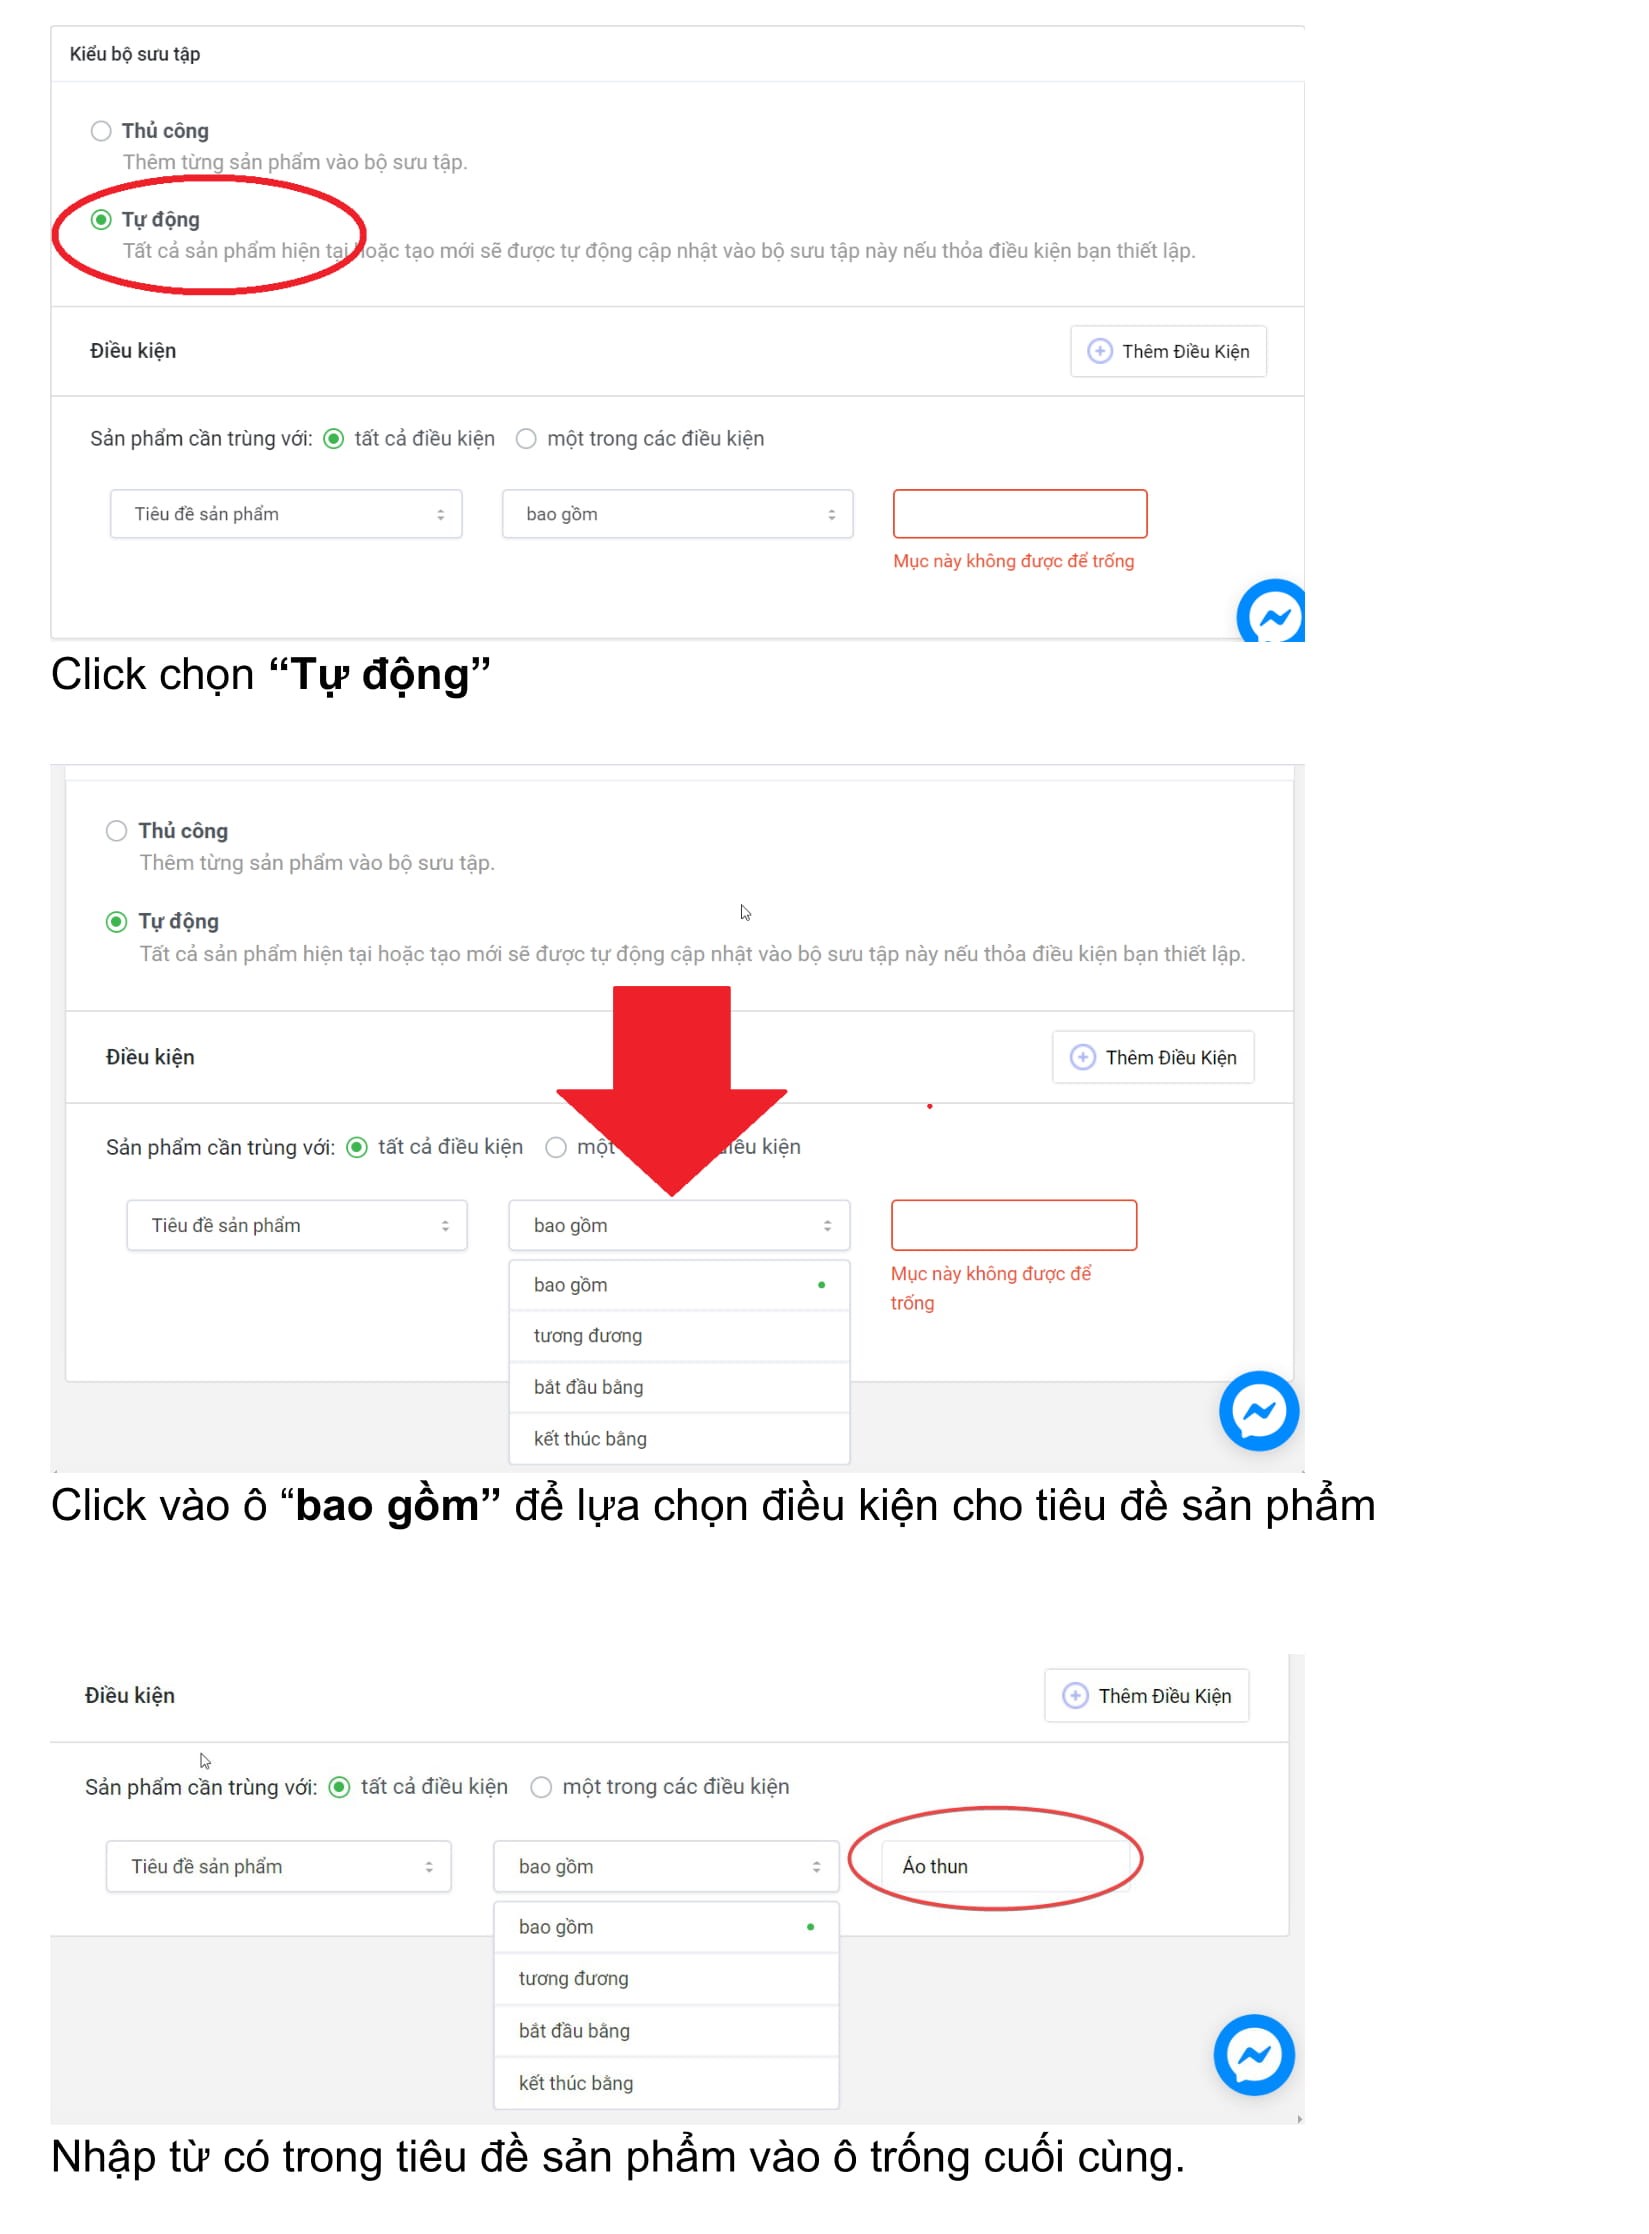 Kiểu bộ sưu tập
Thủ công
Thêm từng sản phẩm vào bộ sưu tập.
Tự động
Tất cả sản phẩm hiện tại hoặc tạo mới sẽ được tự động cập nhật vào bộ sưu tập này nếu thỏa điều kiện bạn thiết lập.
Điều kiện
Thêm Điều Kiện
Sản phẩm cần trùng với: tất cả điều kiện một trong các điều kiện
Tiêu đề sản phẩm bao gồm
Mục này không được để trống
Click chọn “Tự động”
Thủ công
Thêm từng sản phẩm vào bộ sưu tập.
Tự động
Tất cả sản phẩm hiện tại hoặc tạo mới sẽ được tự động cập nhật vào bộ sưu tập này nếu thỏa điều kiện bạn thiết lập.
Điều kiện
Thêm Điều Kiện
Sản phẩm cần trùng với: tất cả điều kiện một điều kiện
Tiêu đề sản phẩm bao gồm
Mục này không được để
trống
bao gồm
tương đương
bắt đầu bằng
kết thúc bằng
Click vào ô “bao gồm” để lựa chọn điều kiện cho tiêu đề sản phẩm
Điều kiện
Thêm Điều Kiện
Sản phẩm cần trùng với: tất cả điều kiện một trong các điều kiện
Tiêu đề sản phẩm bao gồm Áo thun
bao gồm
tương đương
bắt đầu bằng
kết thúc bằng
Nhập từ có trong tiêu đề sản phẩm vào ô trống cuối cùng.